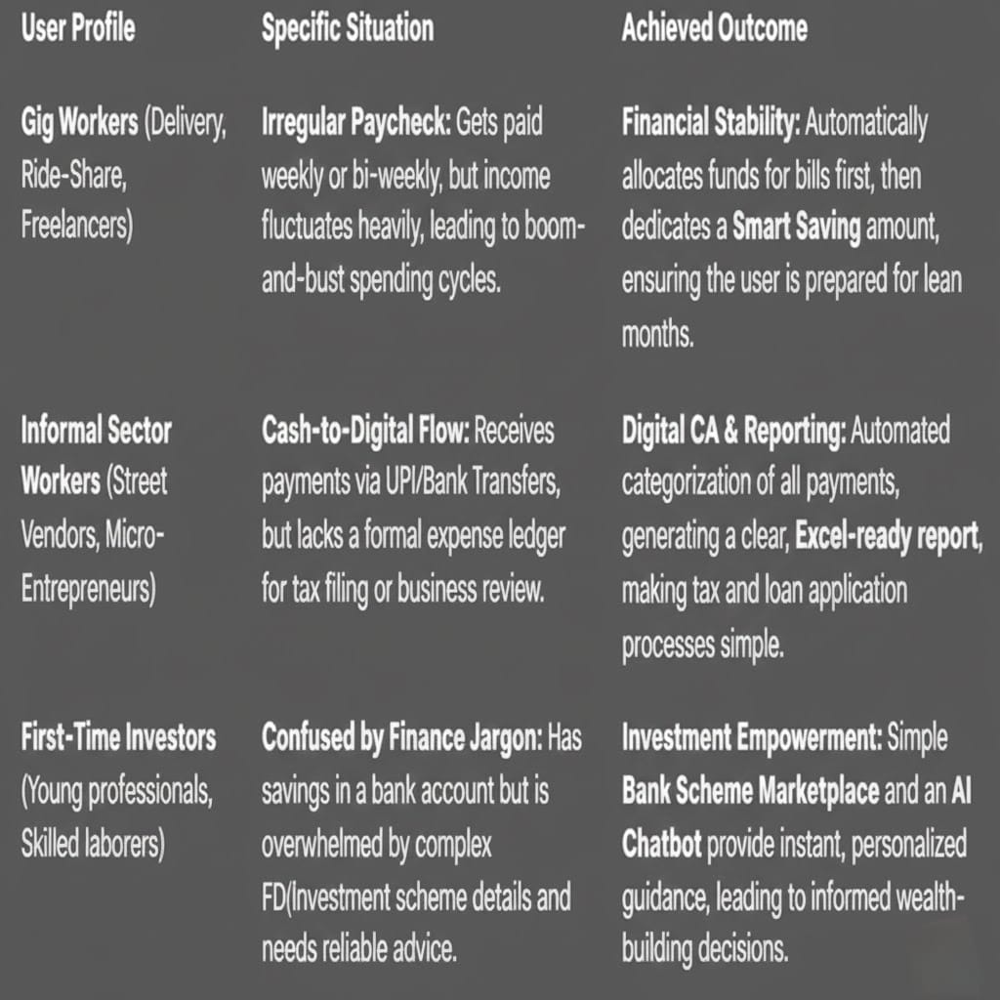 User Profile
Specific Situation
Achieved Outcome
Gig Workers (Delivery,
Ride-Share,
Freelancers)
Irregular Paycheck: Gets paid
weekly or bi-weekly, but income
fluctuates heavily, leading to boom-
and-bust spending cycles.
Financial Stability: Automatically
allocates funds for bills first, then
dedicates a Smart Saving amount,
ensuring the user is prepared for lean
months.
Informal Sector
Workers (Street
Vendors, Micro-
Entrepreneurs)
Cash-to-Digital Flow: Receives
payments via UPI/Bank Transfers,
but lacks a formal expense ledger
for tax filing or business review.
Digital CA & Reporting: Automated
categorization of all payments,
generating a clear, Excel-ready report,
making tax and loan application
processes simple.
First-Time Investors
(Young professionals,
Skilled laborers)
Confused by Finance Jargon: Has
savings in a bank account but is
overwhelmed by complex
FD(Investment scheme details and
needs reliable advice.
Investment Empowerment: Simple
Bank Scheme Marketplace and an AI
Chatbot provide instant, personalized
guidance, leading to informed wealth-
building decisions.